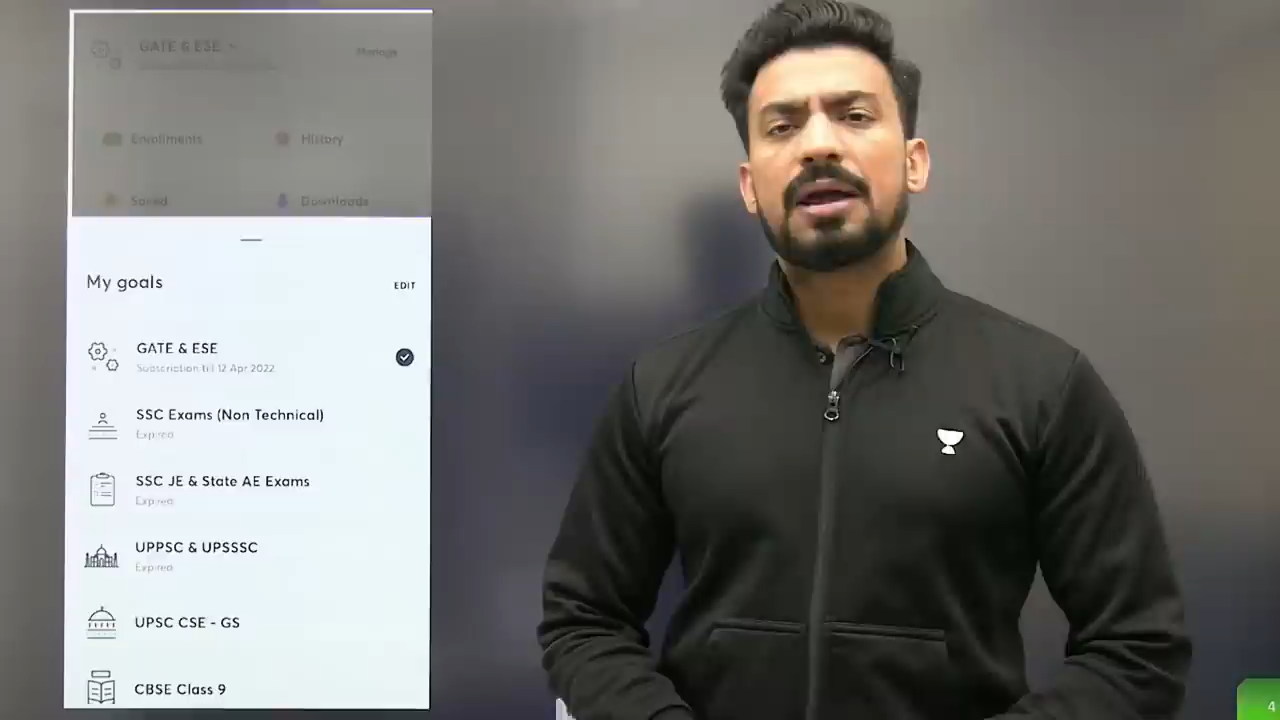 GATE & ESE
Manage
Enrollments
History
Saved
Downloads
My goals
EDIT
GATE & ESE
Subscription till 12 Apr 2022
SSC Exams (Non Technical)
Expired
SSC JE & State AE Exams
Expired
UPPSC & UPSSSC
Expired
UPSC CSE - GS
CBSE Class 9
4